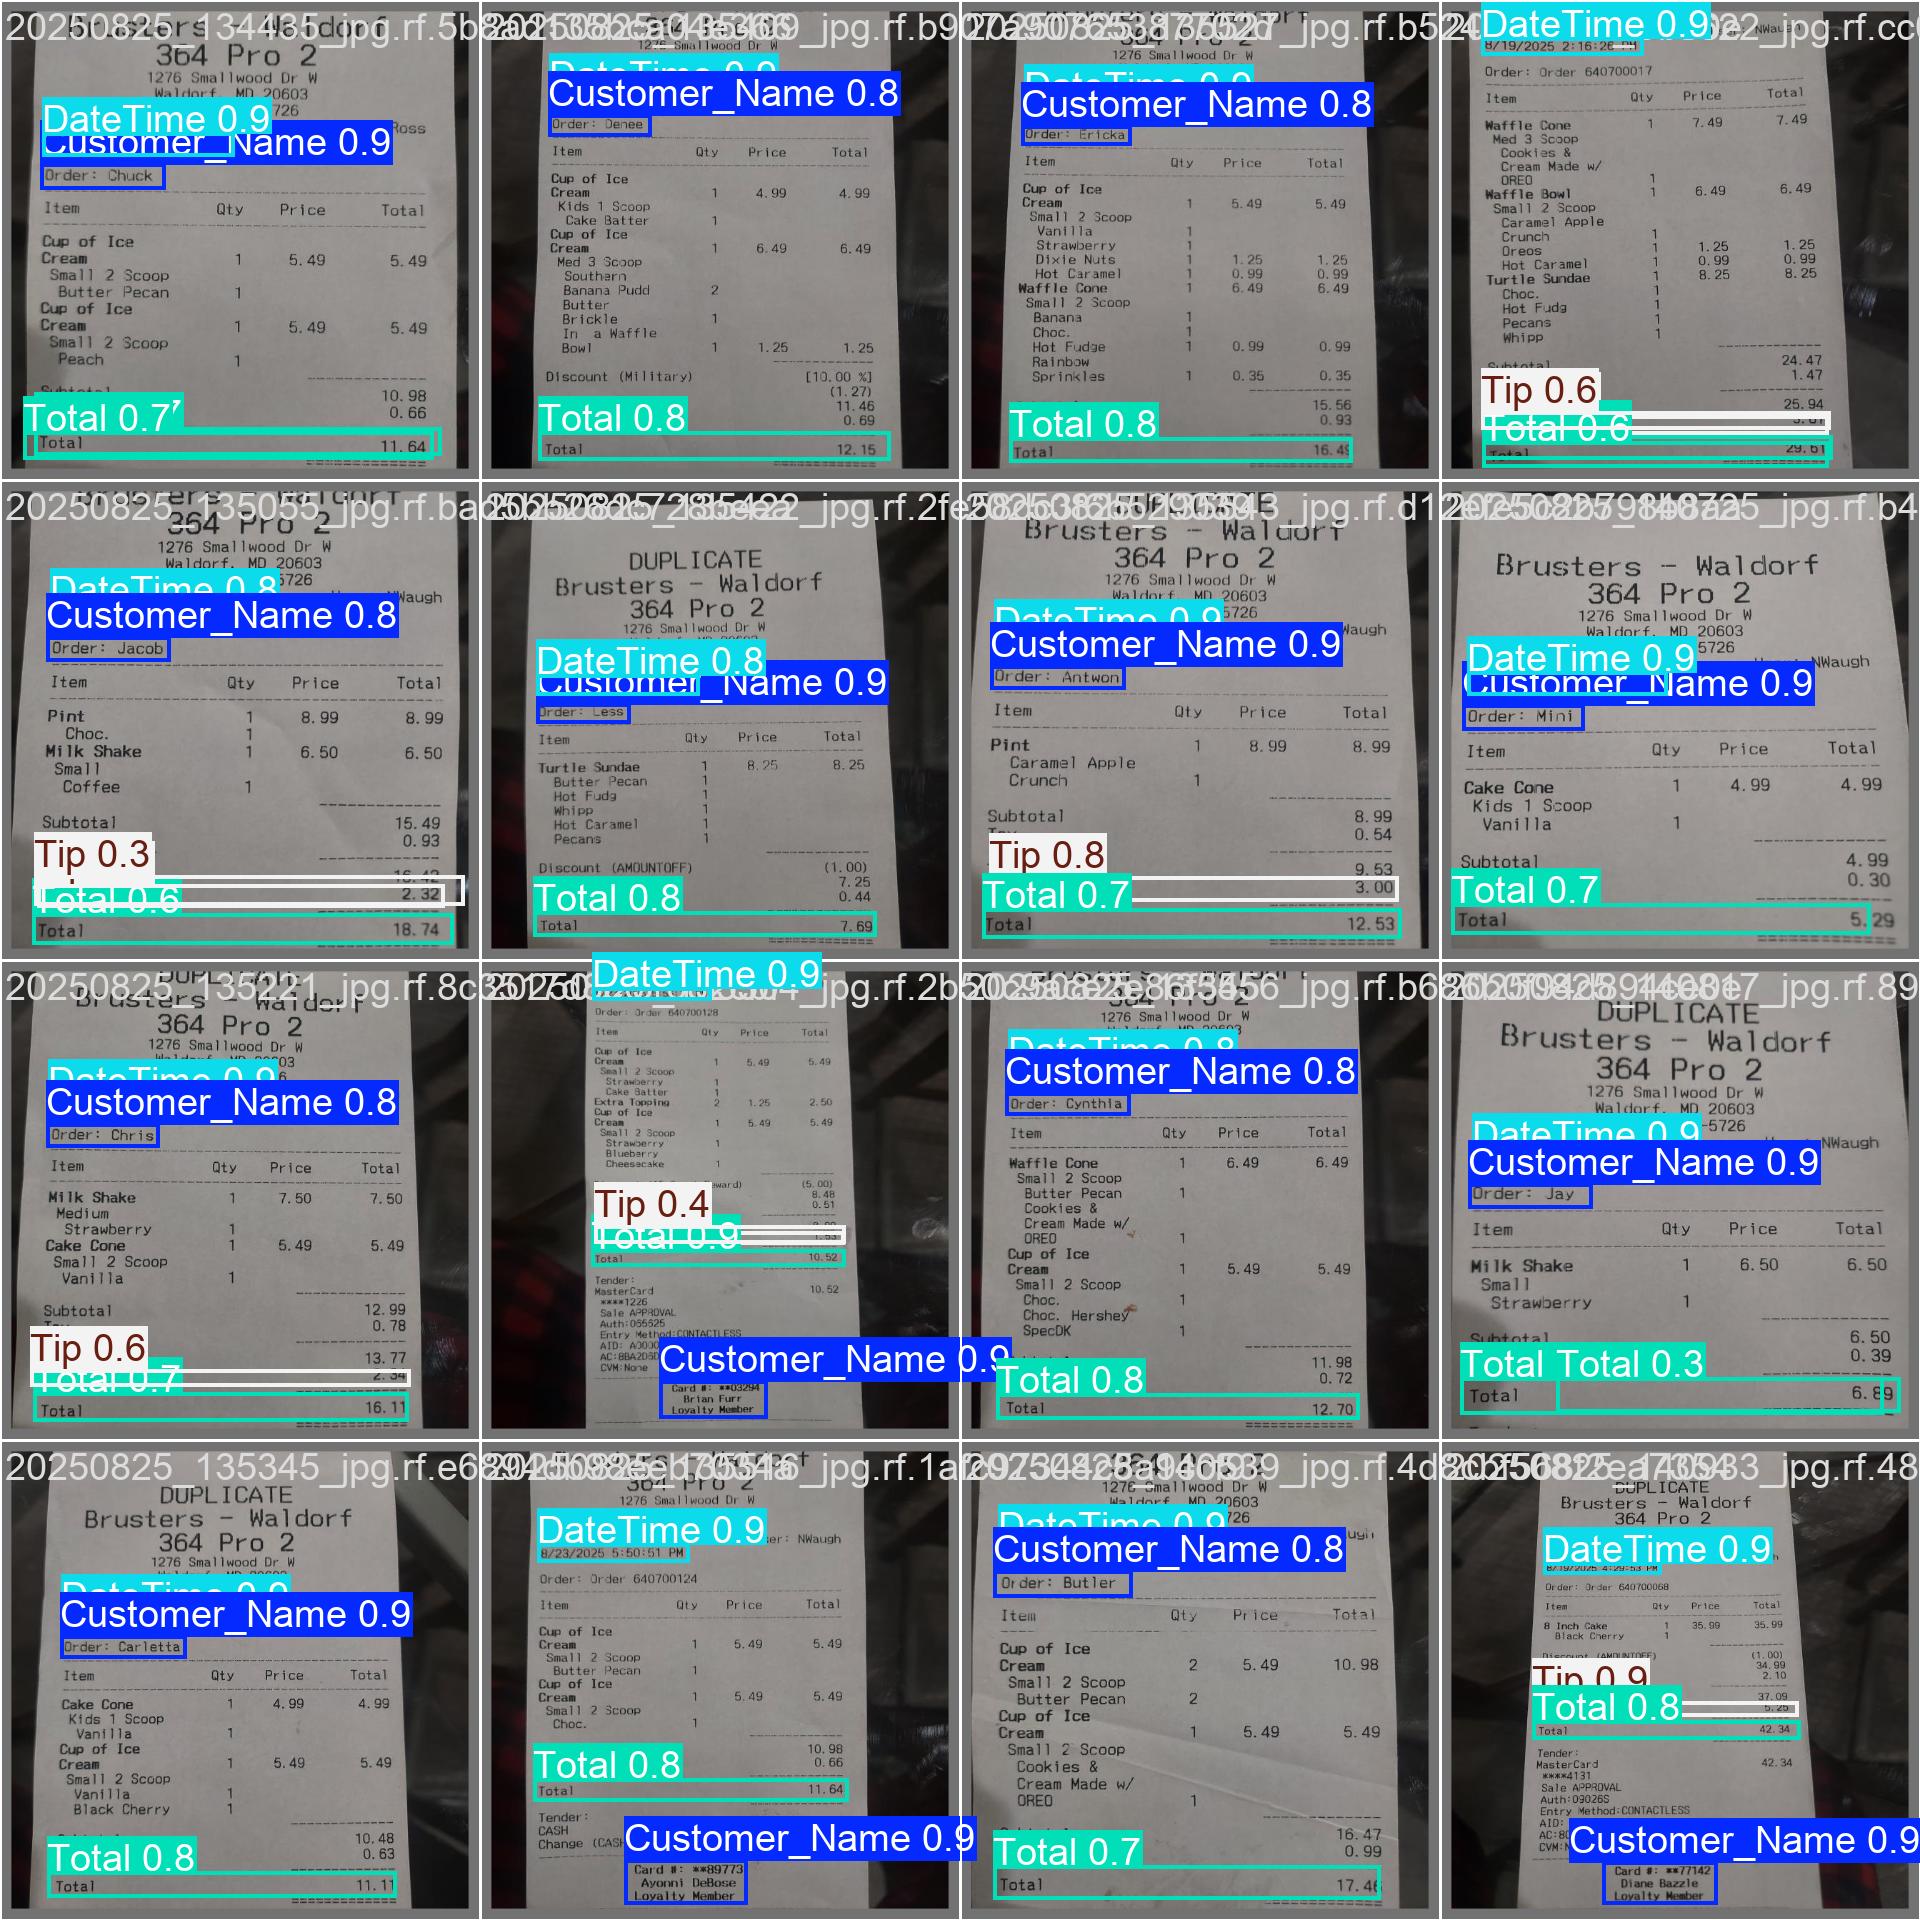 Brusters - Waldorf
364 Pro 2
1276 Smallwood Dr W
Waldorf, MD 20603
5726
Ross
DateTime 0.9
Customer_Name 0.9
Order: Chuck
Item Qty Price Total
Cup of Ice
Cream 1 5.49 5.49
Small 2 Scoop
Butter Pecan 1
Cup of Ice
Cream 1 5.49 5.49
Small 2 Scoop
Peach 1
10.98
0.66
Total 0.7
Total 11.64
1276 Smallwood Dr W
DateTime 0.9
Customer_Name 0.8
Order: Denee
Item Qty Price Total
Cup of Ice
Cream 1 4.99 4.99
Kids 1 Scoop
Cake Batter 1
Cup of Ice
Cream 1 6.49 6.49
Med 3 Scoop
Southern
Banana Pudd 2
Butter
Brickle 1
In a Waffle
Bowl 1 1.25 1.25
Discount (Military) [10.00 %]
(1.27)
11.46
0.69
Total 0.8
Total 12.15
364 Pro 2
1276 Smallwood Dr W
DateTime 0.9
Customer_Name 0.8
Order: Ericka
Item Qty Price Total
Cup of Ice
Cream 1 5.49 5.49
Small 2 Scoop
Vanilla 1
Strawberry 1
Dixie Nuts 1 1.25 1.25
Hot Caramel 1 0.99 0.99
Waffle Cone 1 6.49 6.49
Small 2 Scoop
Banana 1
Choc. 1
Hot Fudge 1 0.99 0.99
Rainbow
Sprinkles 1 0.35 0.35
15.56
0.93
Total 0.8
Total 16.49
DateTime 0.9
NWaugh
8/19/2025 2:16:26 PM
Order: Order 640700017
Item Qty Price Total
Waffle Cone 1 7.49 7.49
Med 3 Scoop
Cookies &
Cream Made w/
OREO 1
Waffle Bowl 1 6.49 6.49
Small 2 Scoop
Caramel Apple
Crunch 1
Oreos 1 1.25 1.25
Hot Caramel 1 0.99 0.99
Turtle Sundae 1 8.25 8.25
Choc. 1
Hot Fudg 1
Pecans 1
Whipp 1
Subtotal 24.47
1.47
Tip 0.6
25.94
Total 0.6
Total 29.61
20250825_135055_jpg.rf
364 Pro 2
1276 Smallwood Dr W
Waldorf, MD 20603
5726
DateTime 0.8
Waugh
Customer_Name 0.8
Order: Jacob
Item Qty Price Total
Pint 1 8.99 8.99
Choc. 1
Milk Shake 1 6.50 6.50
Small
Coffee 1
Subtotal 15.49
0.93
Tip 0.3
16.42
2.32
Total 0.6
Total 18.74
DUPLICATE
Brusters - Waldorf
364 Pro 2
1276 Smallwood Dr W
DateTime 0.8
Customer_Name 0.9
Order: Less
Item Qty Price Total
Turtle Sundae 1 8.25 8.25
Butter Pecan 1
Hot Fudg 1
Whipp 1
Hot Caramel 1
Pecans 1
Discount (AMOUNTOFF) (1.00)
7.25
0.44
Total 0.8
Total 7.69
Brusters - Waldorf
364 Pro 2
1276 Smallwood Dr W
Waldorf, MD 20603
5726
DateTime 0.9
Waugh
Customer_Name 0.9
Order: Antwon
Item Qty Price Total
Pint 1 8.99 8.99
Caramel Apple
Crunch 1
Subtotal 8.99
0.54
Tip 0.8
9.53
3.00
Total 0.7
Total 12.53
Brusters - Waldorf
364 Pro 2
1276 Smallwood Dr W
Waldorf, MD 20603
5726
NWaugh
DateTime 0.9
Customer_Name 0.9
Order: Mini
Item Qty Price Total
Cake Cone 1 4.99 4.99
Kids 1 Scoop
Vanilla 1
Subtotal 4.99
0.30
Total 0.7
Total 5.29
DUPLICATE
Brusters - Waldorf
364 Pro 2
1276 Smallwood Dr W
DateTime 0.9
Customer_Name 0.8
Order: Chris
Item Qty Price Total
Milk Shake 1 7.50 7.50
Medium
Strawberry 1
Cake Cone 1 5.49 5.49
Small 2 Scoop
Vanilla 1
Subtotal 12.99
0.78
Tip 0.6
13.77
2.34
Total 0.7
Total 16.11
DateTime 0.9
Order: Order 640700128
Item Qty Price Total
Cup of Ice
Cream 1 5.49 5.49
Small 2 Scoop
Strawberry 1
Cake Batter 1
Extra Topping 2 1.25 2.50
Cup of Ice
Cream 1 5.49 5.49
Small 2 Scoop
Strawberry 1
Blueberry
Cheesecake 1
(5.00)
8.48
0.51
Tip 0.4
1.53
Total 0.9
Total 10.52
Tender:
MasterCard 10.52
****1226
Sale APPROVAL
Entry Method:CONTACTLESS
CVM:None
Customer_Name 0.9
Card #: **03294
Brian Furr
Loyalty Member
364 Pro 2
1276 Smallwood Dr W
DateTime 0.8
Customer_Name 0.8
Order: Cynthia
Item Qty Price Total
Waffle Cone 1 6.49 6.49
Small 2 Scoop
Butter Pecan 1
Cookies &
Cream Made w/
OREO 1
Cup of Ice
Cream 1 5.49 5.49
Small 2 Scoop
Choc. 1
Choc. Hershey
SpecDK 1
11.98
0.72
Total 0.8
Total 12.70
DUPLICATE
Brusters - Waldorf
364 Pro 2
1276 Smallwood Dr W
Waldorf, MD 20603
-5726
DateTime 0.9
NWaugh
Customer_Name 0.9
Order: Jay
Item Qty Price Total
Milk Shake 1 6.50 6.50
Small
Strawberry 1
Subtotal 6.50
0.39
Total Total 0.3
Total 6.89
DUPLICATE
Brusters - Waldorf
364 Pro 2
1276 Smallwood Dr W
DateTime 0.9
Customer_Name 0.9
Order: Carletta
Item Qty Price Total
Cake Cone 1 4.99 4.99
Kids 1 Scoop
Vanilla 1
Cup of Ice
Cream 1 5.49 5.49
Small 2 Scoop
Vanilla 1
Black Cherry 1
10.48
0.63
Total 0.8
Total 11.11
1276 Smallwood Dr W
DateTime 0.9
NWaugh
8/23/2025 5:50:51 PM
Order: Order 640700124
Item Qty Price Total
Cup of Ice
Cream 1 5.49 5.49
Small 2 Scoop
Butter Pecan 1
Cup of Ice
Cream 1 5.49 5.49
Small 2 Scoop
Choc. 1
10.98
0.66
Total 0.8
Total 11.64
Tender:
CASH
Change (CASH
Customer_Name 0.9
Card #: **89773
Ayonni DeBose
Loyalty Member
1276 Smallwood Dr W
Waldorf, MD 20603
DateTime 0.9
Customer_Name 0.8
Order: Butler
Item Qty Price Total
Cup of Ice
Cream 2 5.49 10.98
Small 2 Scoop
Butter Pecan 2
Cup of Ice
Cream 1 5.49 5.49
Small 2 Scoop
Cookies &
Cream Made w/
OREO 1
16.47
0.99
Total 0.7
Total 17.46
DUPLICATE
Brusters - Waldorf
364 Pro 2
DateTime 0.9
8/19/2025 4:29:53 PM
Order: Order 640700068
Item Qty Price Total
8 Inch Cake 1 35.99 35.99
Black Cherry 1
Discount (AMOUNTOFF) (1.00)
34.99
2.10
Tip 0.9
37.09
5.25
Total 0.8
Total 42.34
Tender:
MasterCard 42.34
****4131
Sale APPROVAL
Auth:09026S
Entry Method:CONTACTLESS
AID:
Customer_Name 0.9
Card #: **77142
Diane Bazzle
Loyalty Member